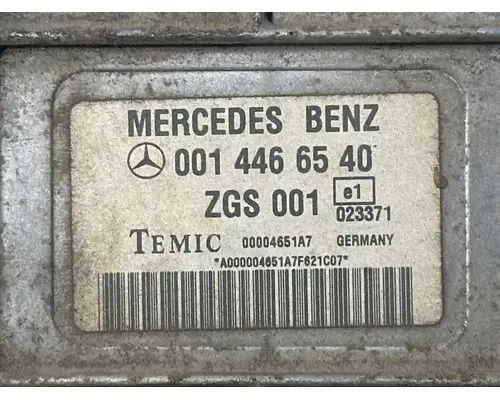 MERCEDES BENZ
001 446 65 40
ZGS 001 e1
023371
TEMIC 00004651A7 GERMANY
*A000004651A7F621C07*